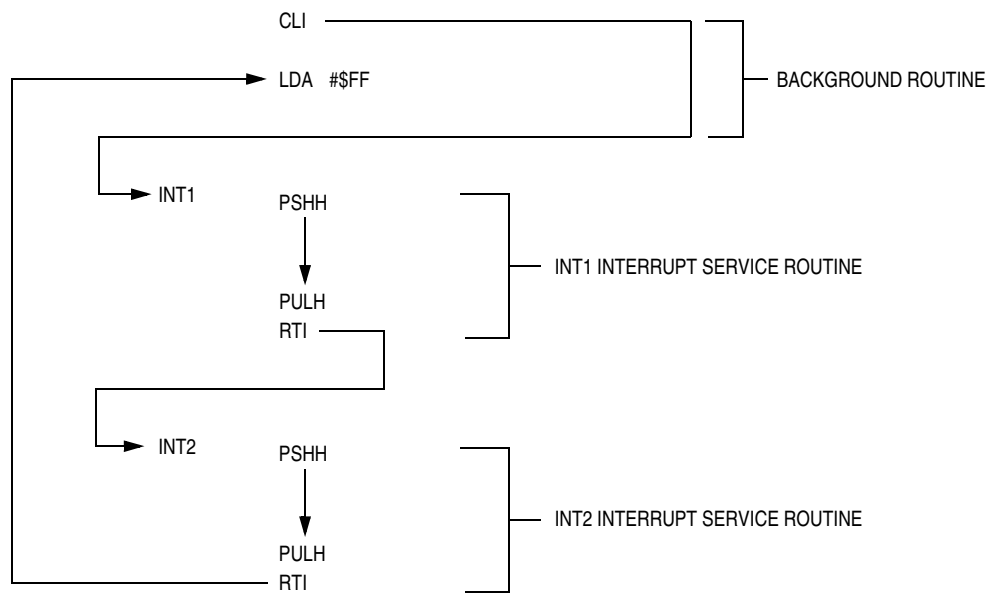 CLI
LDA #$FF
BACKGROUND ROUTINE
INT1
PSHH
INT1 INTERRUPT SERVICE ROUTINE
PULH
RTI
INT2
PSHH
INT2 INTERRUPT SERVICE ROUTINE
PULH
RTI